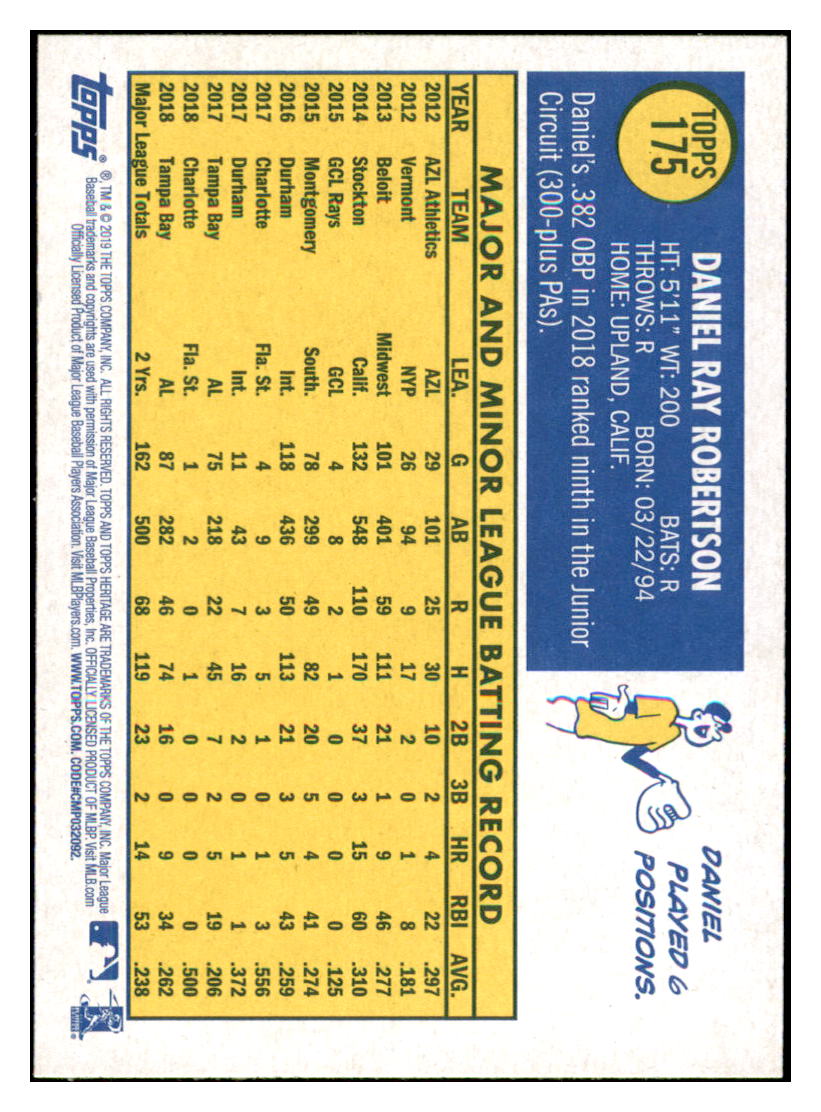 TOPPS
175
DANIEL RAY ROBERTSON
HT: 5'11" WT: 200 BATS: R
THROWS: R BORN: 03/22/94
HOME: UPLAND, CALIF.
Daniel's .382 OBP in 2018 ranked ninth in the Junior
Circuit (300-plus PAs).
DANIEL
PLAYED 6
POSITIONS.
MAJOR AND MINOR LEAGUE BATTING RECORD
YEAR TEAM LEA. G AB R H 2B 3B HR RBI AVG.
2012 AZL Athletics AZL 29 101 25 30 10 2 4 22 .297
2012 Vermont NYP 26 94 9 17 2 0 1 8 .181
2013 Beloit Midwest 101 401 59 111 21 1 9 46 .277
2014 Stockton Calif. 132 548 110 170 37 3 15 60 .310
2015 GCL Rays GCL 4 8 2 1 0 0 0 0 .125
2015 Montgomery South. 78 299 49 82 20 5 4 41 .274
2016 Durham Int. 118 436 50 113 21 3 5 43 .259
2017 Charlotte Fla. St. 4 9 3 5 1 0 1 3 .556
2017 Durham Int. 11 43 7 16 2 0 1 1 .372
2017 Tampa Bay AL 75 218 22 45 7 2 5 19 .206
2018 Charlotte Fla. St. 1 2 0 1 0 0 0 0 .500
2018 Tampa Bay AL 87 282 46 74 16 0 9 34 .262
Major League Totals 2 Yrs. 162 500 68 119 23 2 14 53 .238
topps®
®, TM & © 2019 THE TOPPS COMPANY, INC. ALL RIGHTS RESERVED. TOPPS AND TOPPS HERITAGE ARE TRADEMARKS OF THE TOPPS COMPANY, INC. Major League
Baseball trademarks and copyrights are used with permission of Major League Baseball Properties, Inc. OFFICIALLY LICENSED PRODUCT OF MLBP. Visit MLB.com
Officially Licensed Product of Major League Baseball Players Association. Visit MLBPlayers.com. WWW.TOPPS.COM. CODE#CMP032092.